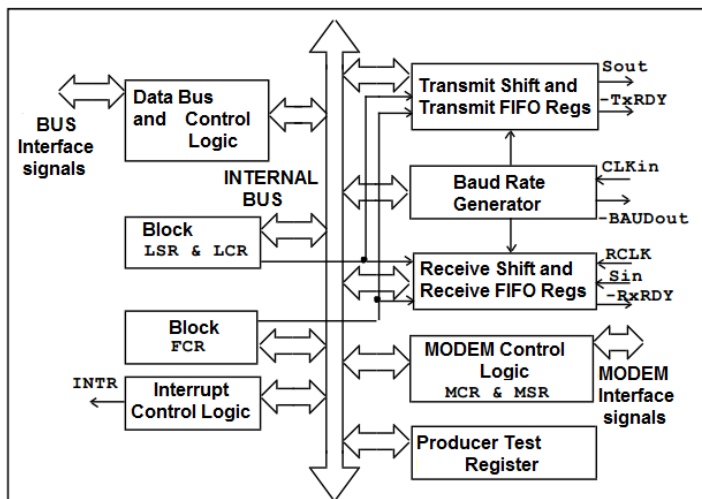 Data Bus
and Control
Logic
BUS
Interface
signals
INTERNAL
BUS
Block
LSR & LCR
Block
FCR
INTR
Interrupt
Control Logic
Transmit Shift and
Transmit FIFO Regs
Sout
-TxRDY
Baud Rate
Generator
CLKin
-BAUDout
Receive Shift and
Receive FIFO Regs
RCLK
Sin
-RxRDY
MODEM Control
Logic
MCR & MSR
MODEM
Interface
signals
Producer Test
Register